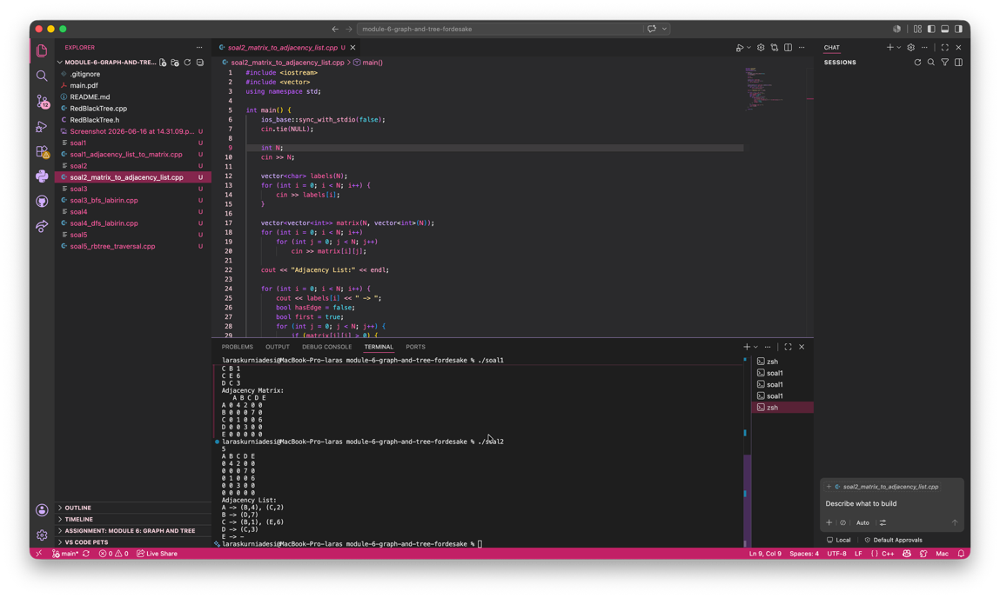 module-6-graph-and-tree-fordesake
EXPLORER
MODULE-6-GRAPH-AND-TRE...
.gitignore
main.pdf
README.md
RedBlackTree.cpp
RedBlackTree.h
Screenshot 2026-06-16 at 14.31.09.p... U
soal1 U
soal1_adjacency_list_to_matrix.cpp U
soal2 U
soal2_matrix_to_adjacency_list.cpp U
soal3 U
soal3_bfs_labirin.cpp U
soal4 U
soal4_dfs_labirin.cpp U
soal5 U
soal5_rbtree_traversal.cpp U
OUTLINE
TIMELINE
ASSIGNMENT: MODULE 6: GRAPH AND TREE
VS CODE PETS
12
soal2_matrix_to_adjacency_list.cpp U
soal2_matrix_to_adjacency_list.cpp > main()
1 #include <iostream>
2 #include <vector>
3 using namespace std;
4
5 int main() {
6 ios_base::sync_with_stdio(false);
7 cin.tie(NULL);
8
9 int N;
10 cin >> N;
11
12 vector<char> labels(N);
13 for (int i = 0; i < N; i++) {
14 cin >> labels[i];
15 }
16
17 vector<vector<int>> matrix(N, vector<int>(N));
18 for (int i = 0; i < N; i++)
19 for (int j = 0; j < N; j++)
20 cin >> matrix[i][j];
21
22 cout << "Adjacency List:" << endl;
23
24 for (int i = 0; i < N; i++) {
25 cout << labels[i] << " -> ";
26 bool hasEdge = false;
27 bool first = true;
28 for (int j = 0; j < N; j++) {
29 if (matrix[i][j] > 0) {
PROBLEMS OUTPUT DEBUG CONSOLE TERMINAL PORTS
laraskurniadesi@MacBook-Pro-laras module-6-graph-and-tree-fordesake % ./soal1
C B 1
C E 6
D C 3
Adjacency Matrix:
A B C D E
A 0 4 2 0 0
B 0 0 0 7 0
C 0 1 0 0 6
D 0 0 3 0 0
E 0 0 0 0 0
laraskurniadesi@MacBook-Pro-laras module-6-graph-and-tree-fordesake % ./soal2
5
A B C D E
0 4 2 0 0
0 0 0 7 0
0 1 0 0 6
0 0 3 0 0
0 0 0 0 0
Adjacency List:
A -> (B,4), (C,2)
B -> (D,7)
C -> (B,1), (E,6)
D -> (C,3)
E -> -
laraskurniadesi@MacBook-Pro-laras module-6-graph-and-tree-fordesake %
zsh
soal1
soal1
soal1
zsh
CHAT
SESSIONS
soal2_matrix_to_adjacency_list.cpp
Describe what to build
Auto
Local Default Approvals
main* 0 0 Live Share Ln 9, Col 9 Spaces: 4 UTF-8 LF {} C++ Mac